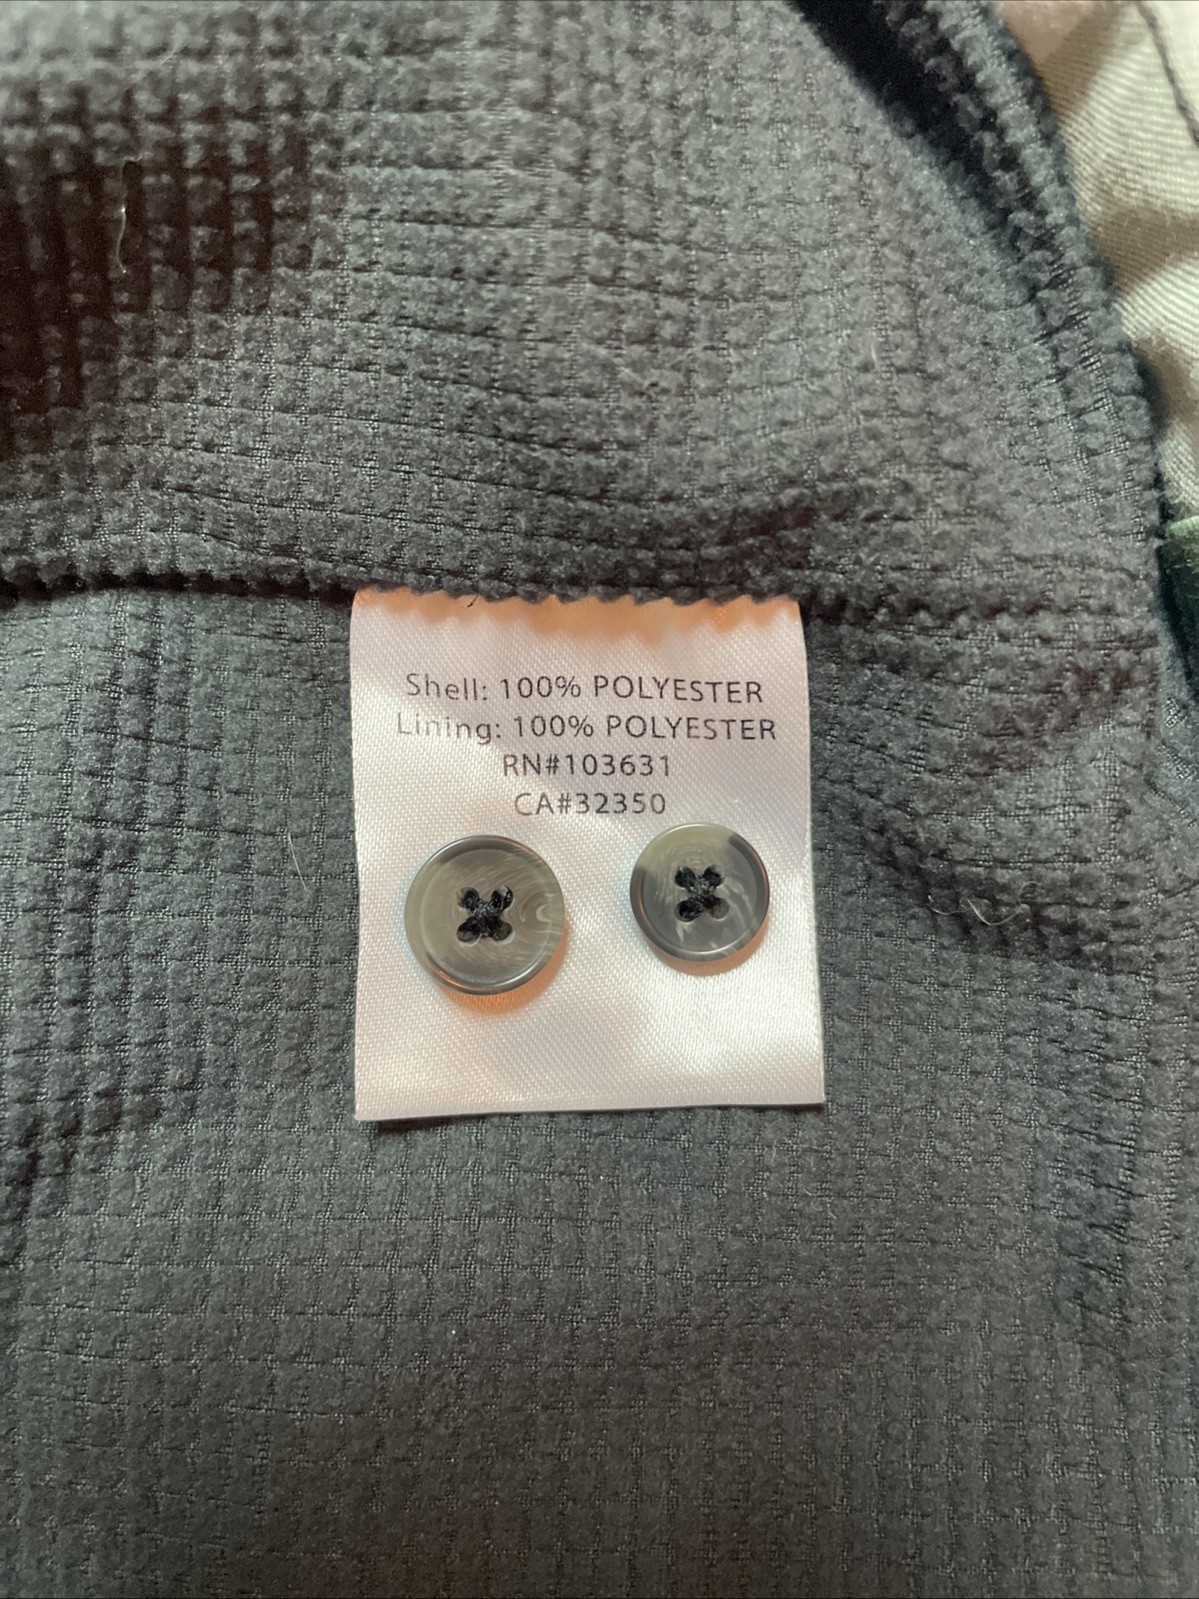 Shell: 100% POLYESTER
Lining: 100% POLYESTER
RN#103631
CA#32350